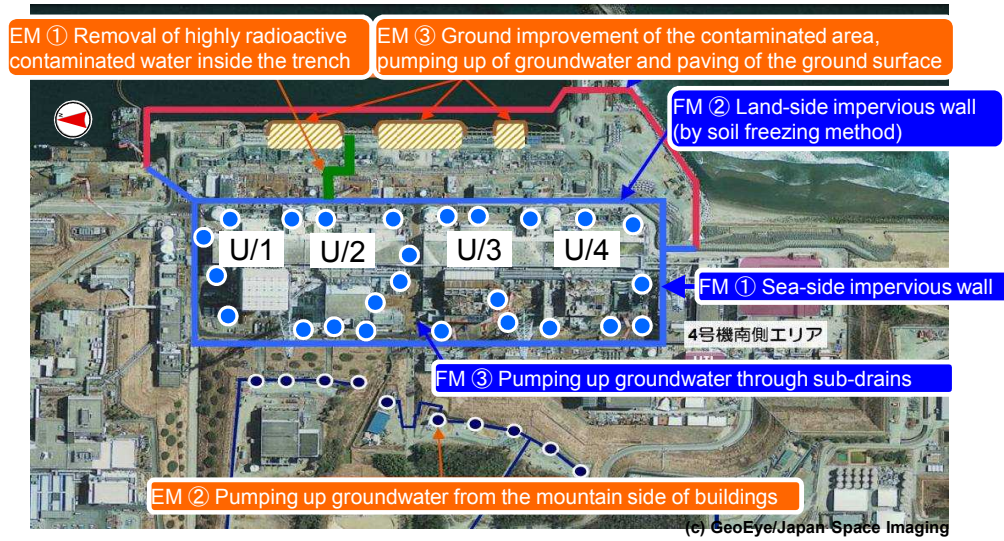 EM ① Removal of highly radioactive
contaminated water inside the trench
EM ③ Ground improvement of the contaminated area,
pumping up of groundwater and paving of the ground surface
FM ② Land-side impervious wall
(by soil freezing method)
U/1
U/2
U/3
U/4
FM ① Sea-side impervious wall
4号機南側エリア
FM ③ Pumping up groundwater through sub-drains
EM ② Pumping up groundwater from the mountain side of buildings
(c) GeoEye/Japan Space Imaging